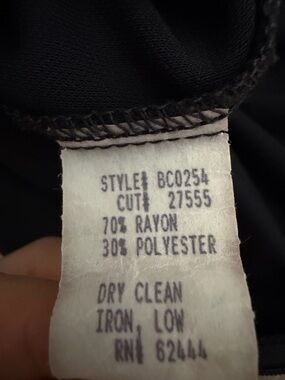 STYLE# BC0254
CUT# 27555
70% RAYON
30% POLYESTER
DRY CLEAN
IRON, LOW
RN# 62444